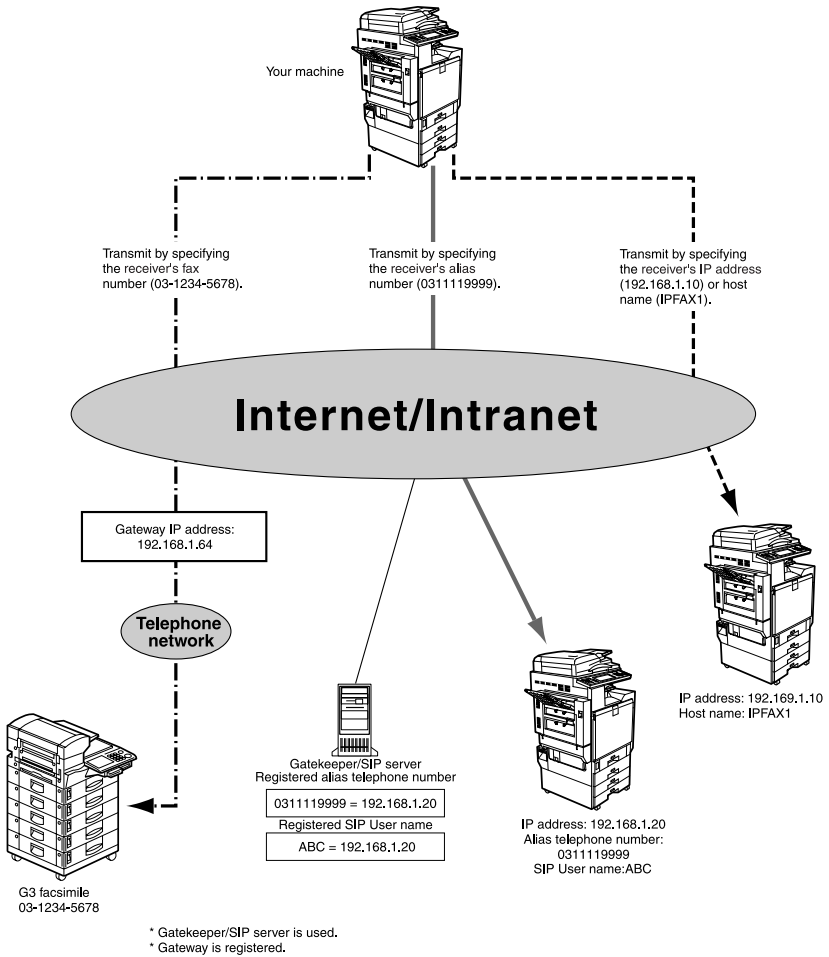 Your machine
Transmit by specifying
the receiver's fax
number (03-1234-5678).
Transmit by specifying
the receiver's alias
number (0311119999).
Transmit by specifying
the receiver's IP address
(192.168.1.10) or host
name (IPFAX1).
Internet/Intranet
Gateway IP address:
192.168.1.64
Telephone
network
G3 facsimile
03-1234-5678
Gatekeeper/SIP server
Registered alias telephone number
0311119999 = 192.168.1.20
Registered SIP User name
ABC = 192.168.1.20
IP address: 192.168.1.20
Alias telephone number:
0311119999
SIP User name:ABC
IP address: 192.169.1.10
Host name: IPFAX1
* Gatekeeper/SIP server is used.
* Gateway is registered.